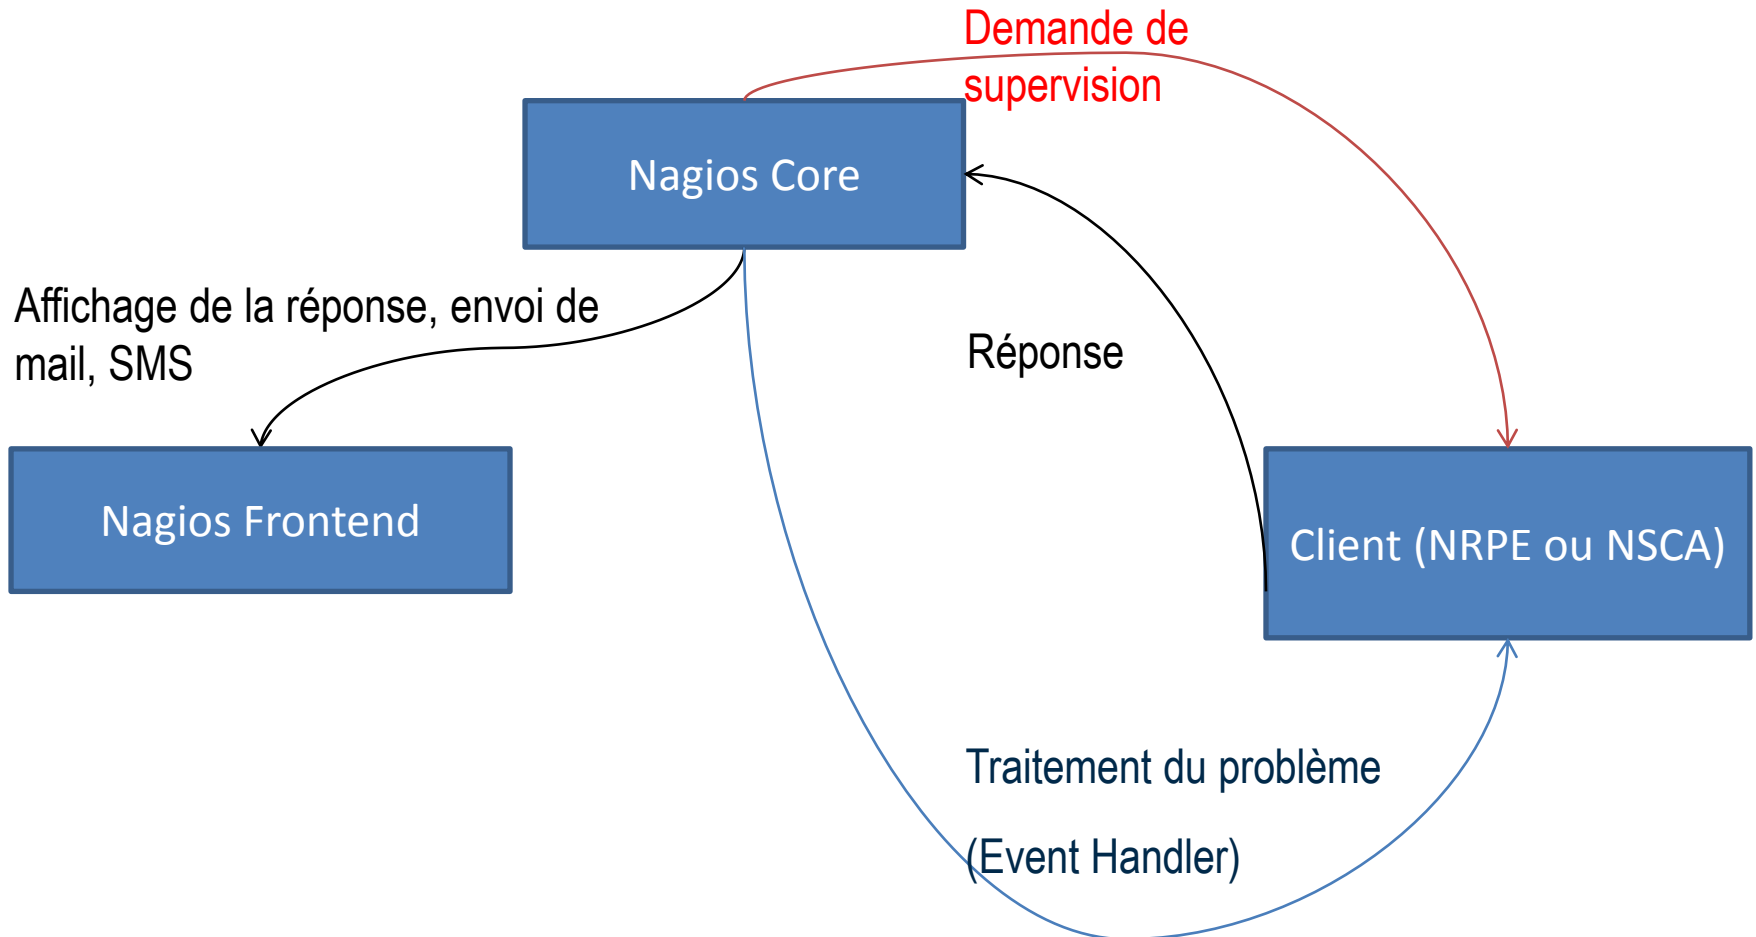 Demande de
supervision
Nagios Core
Affichage de la réponse, envoi de
mail, SMS
Réponse
Nagios Frontend
Client (NRPE ou NSCA)
Traitement du problème
(Event Handler)